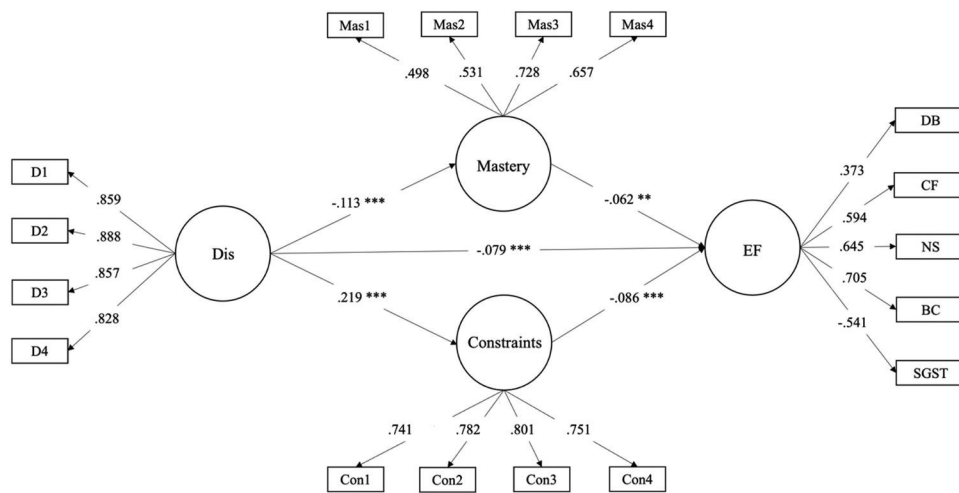 Mas1
Mas2
Mas3
Mas4
.498
.531
.728
.657
Mastery
D1
D2
D3
D4
.859
.888
.857
.828
Dis
-.113 ***
-.062 **
-.079 ***
.219 ***
-.086 ***
EF
.373
.594
.645
.705
-.541
DB
CF
NS
BC
SGST
Constraints
.741
.782
.801
.751
Con1
Con2
Con3
Con4